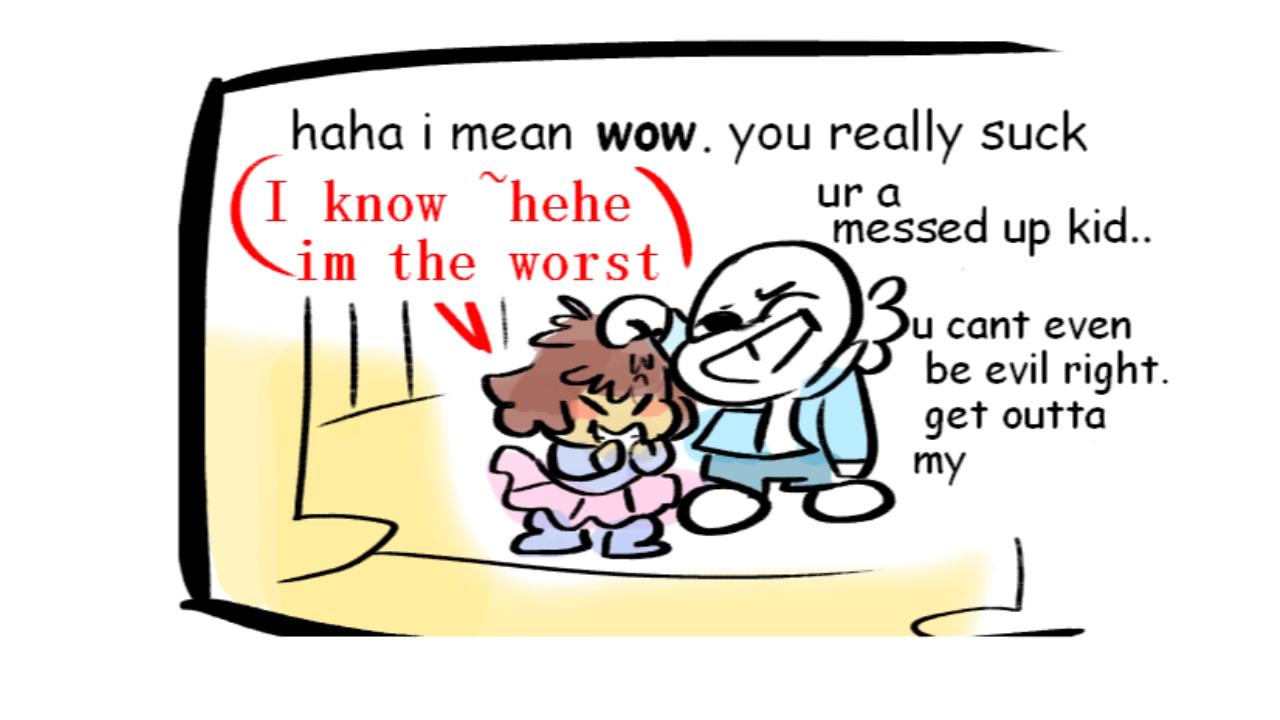 haha i mean wow. you really suck
I know ~hehe
im the worst
ur a
messed up kid..
u cant even
be evil right.
get outta
my